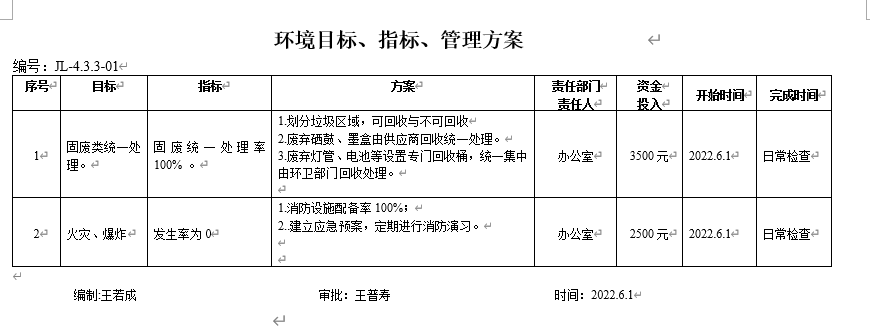 环境目标、指标、管理方案
编号：JL-4.3.3-01
序号 目标 指标 方案 责任部门 责任人 资金 投入 开始时间 完成时间
1 固废类统一处理。 固废统一处理率100%。 1.划分垃圾区域，可回收与不可回收
2.废弃硒鼓、墨盒由供应商回收统一处理。
3.废弃灯管、电池等设置专门回收桶，统一集中
由环卫部门回收处理。
办公室 3500元 2022.6.1 日常检查
2 火灾、爆炸 发生率为0 1.消防设施配备率100%；
2..建立应急预案，定期进行消防演习。
办公室 2500元 2022.6.1 日常检查
编制:王若成 审批：王普寿 时间：2022.6.1